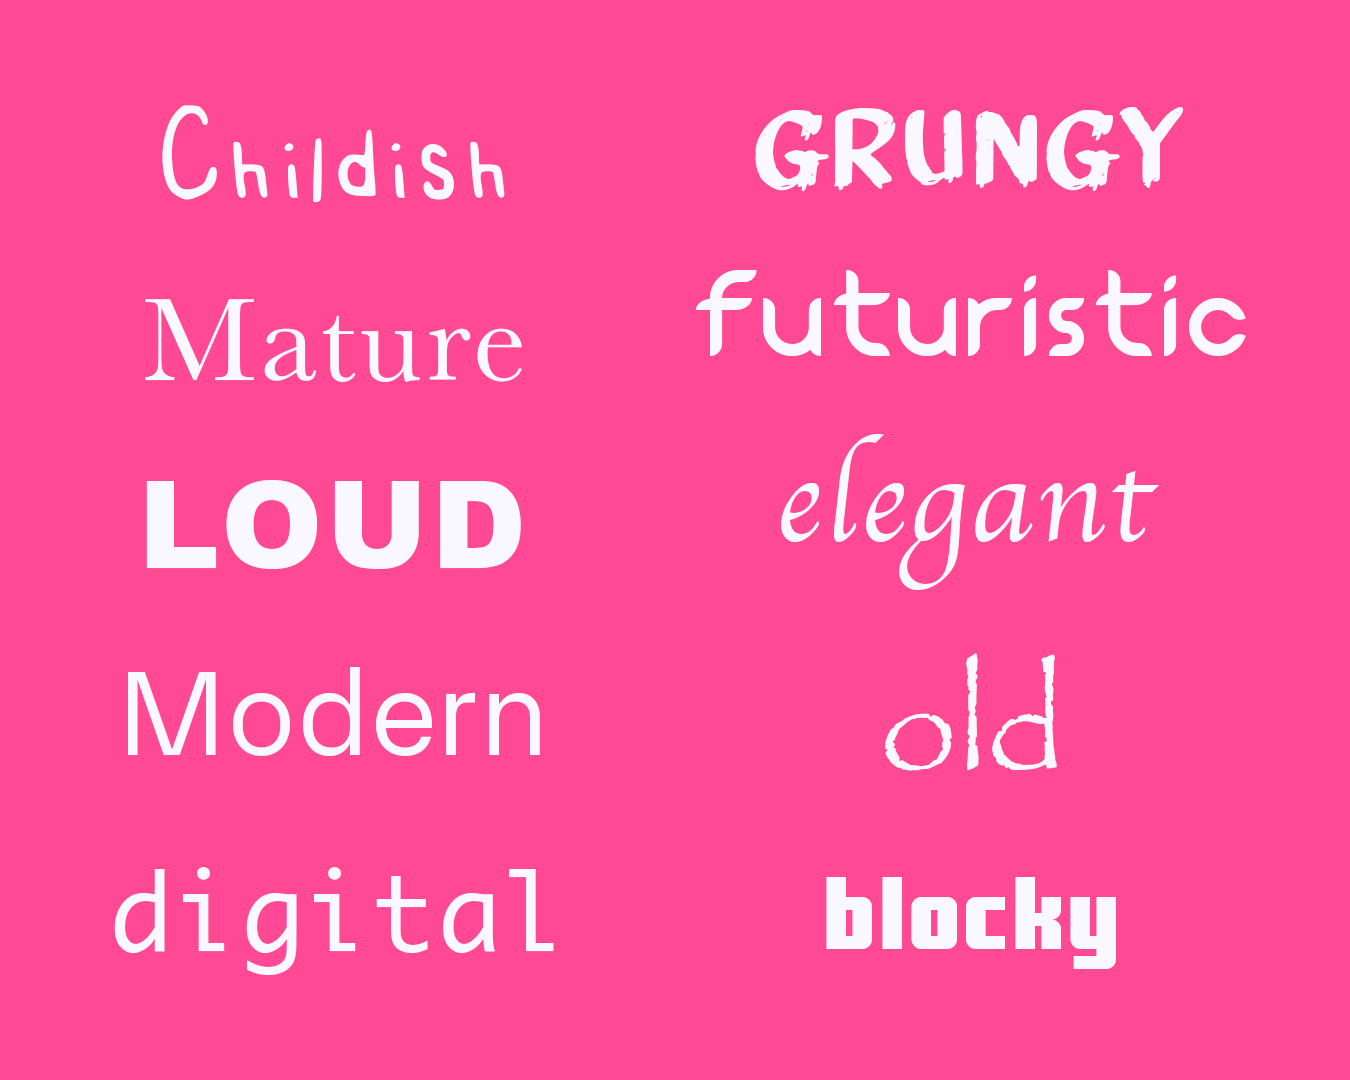 Childish
Mature
LOUD
Modern
digital
GRUNGY
futuristic
elegant
old
blocky